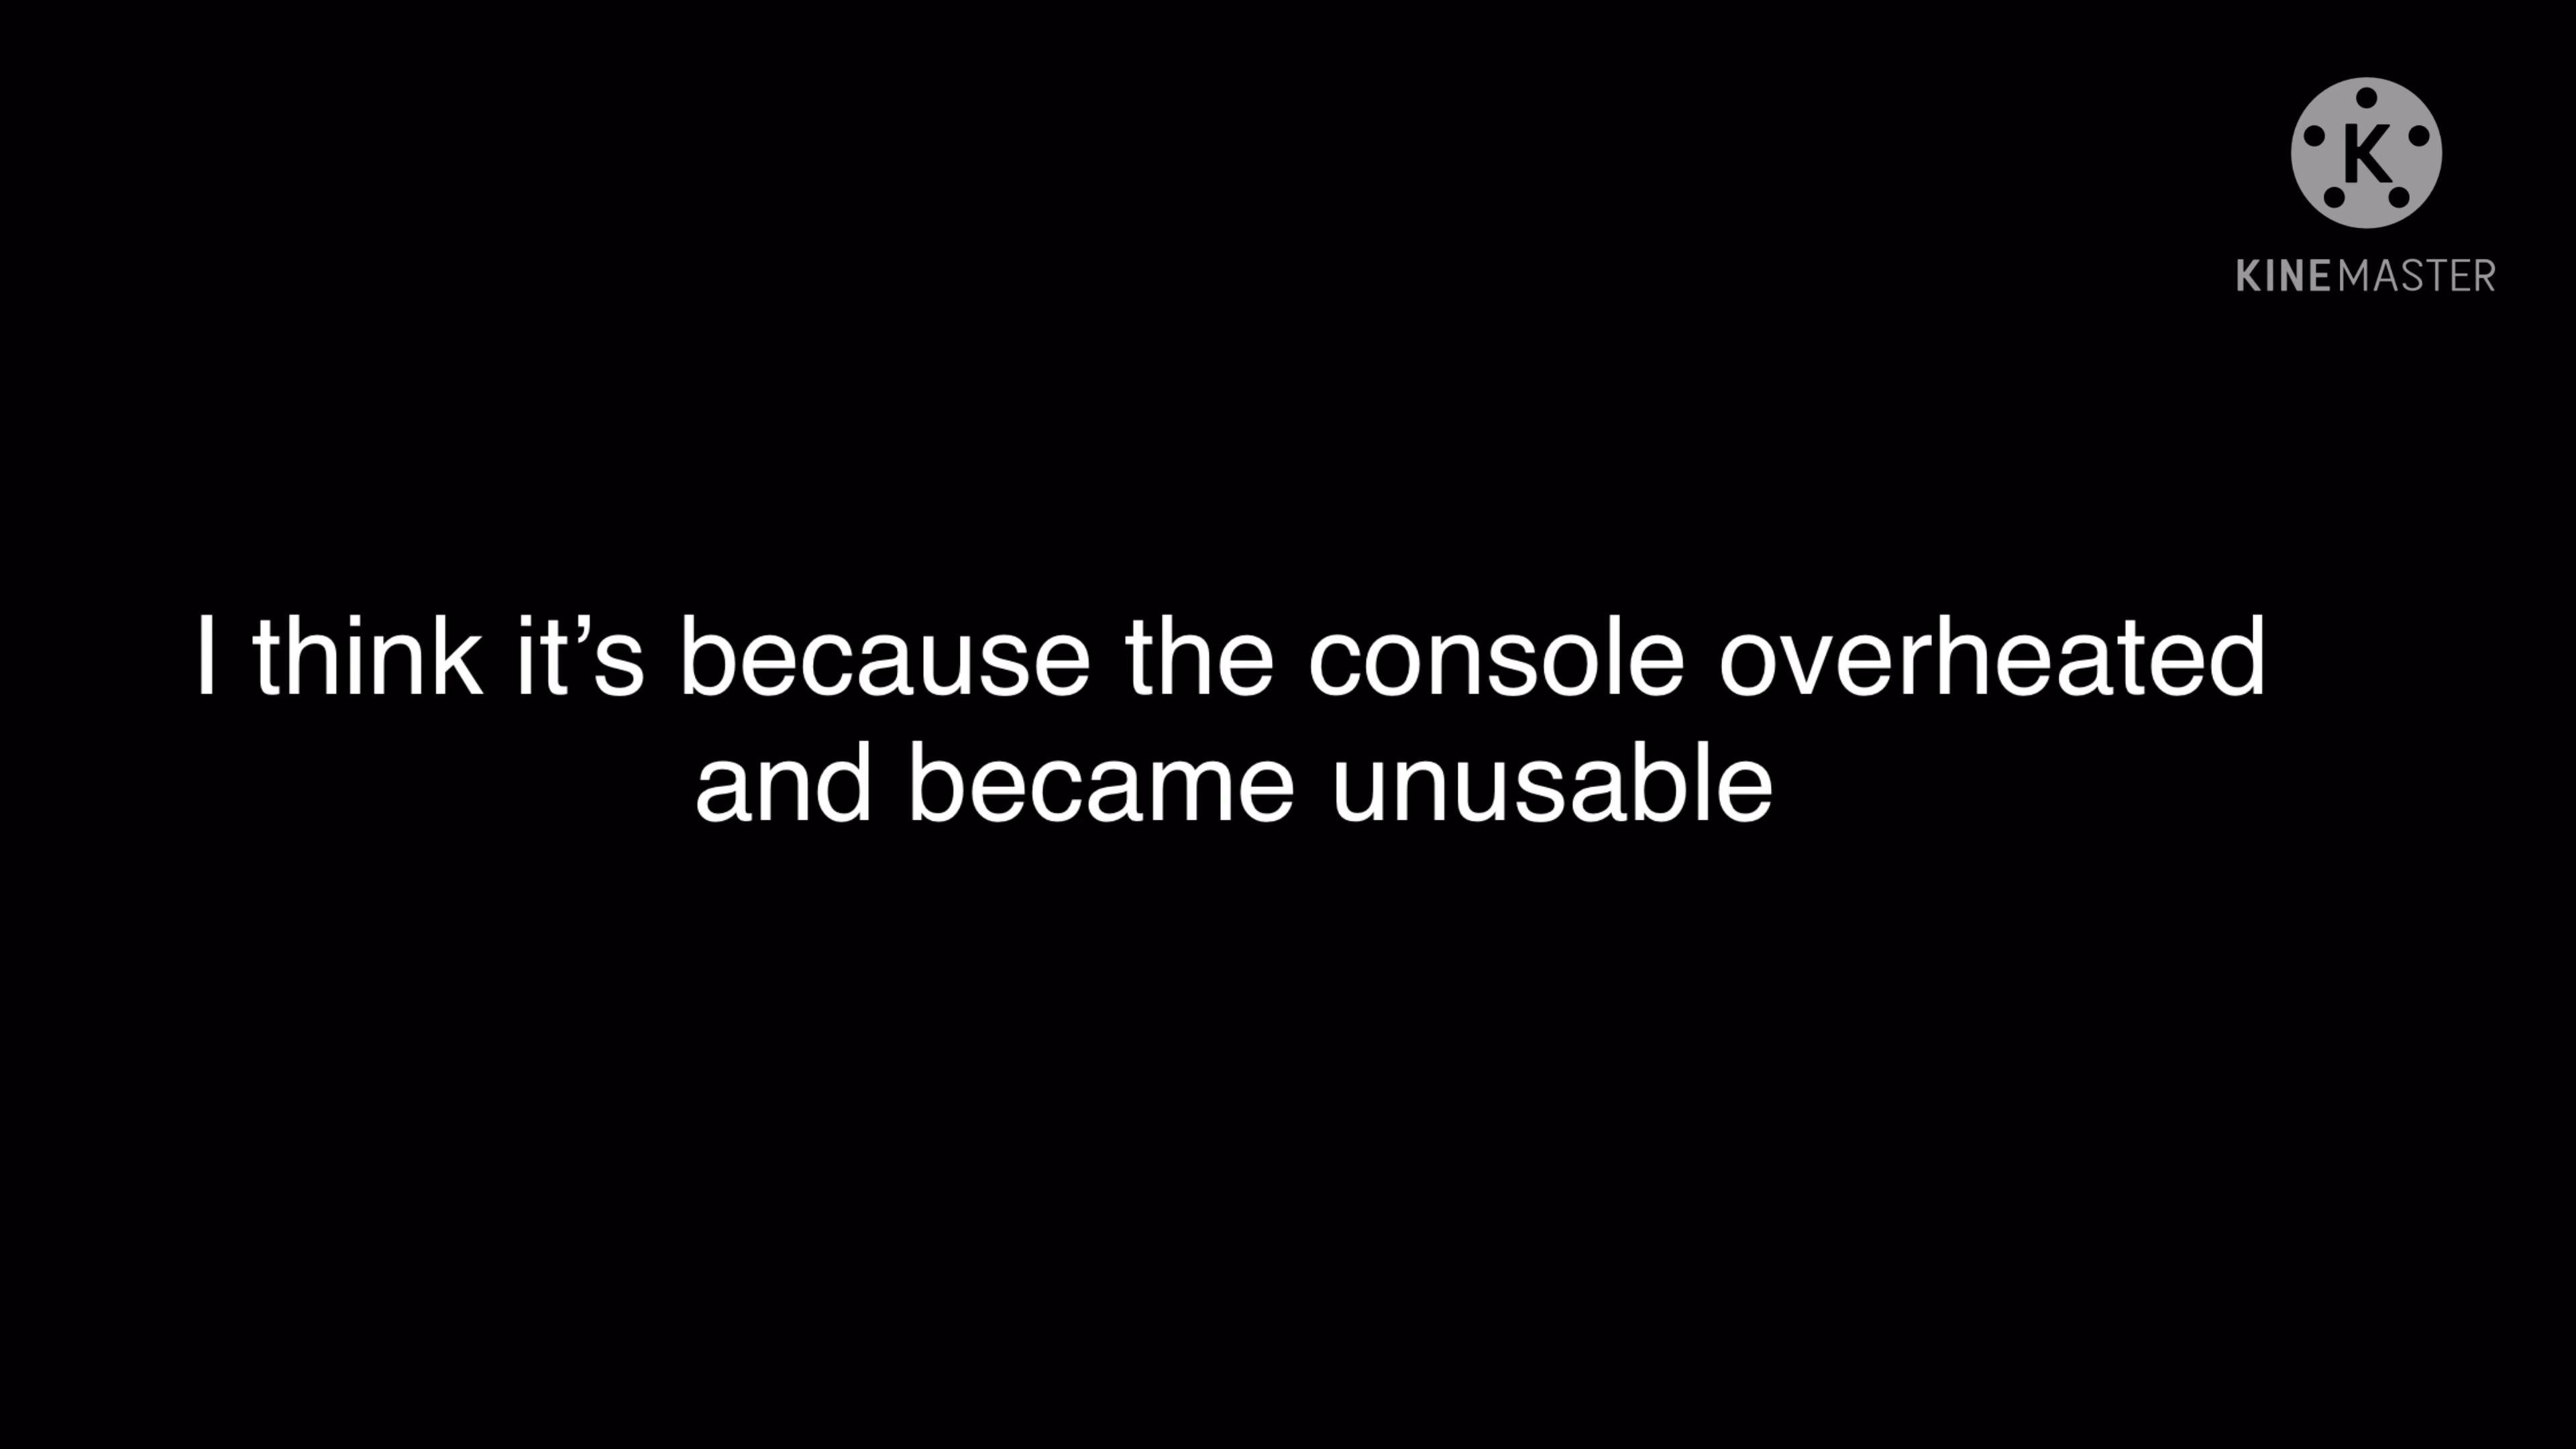 K
KINEMASTER
I think it’s because the console overheated
and became unusable